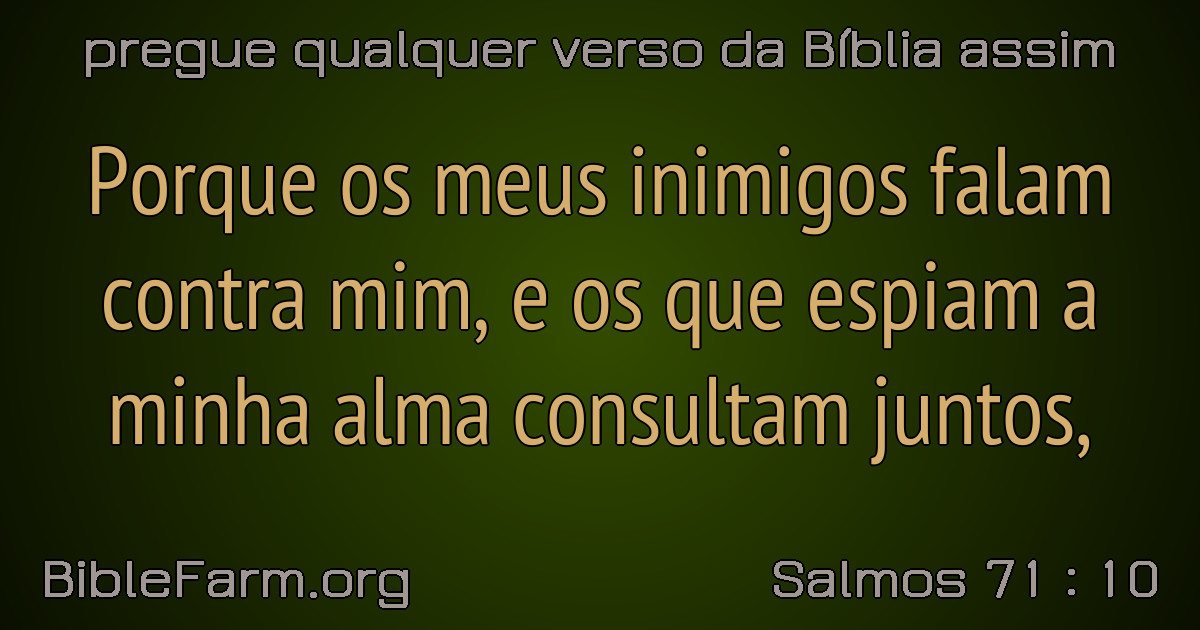 pregue qualquer verso da Bíblia assim
Porque os meus inimigos falam
contra mim, e os que espiam a
minha alma consultam juntos,
BibleFarm.org
Salmos 71 : 10